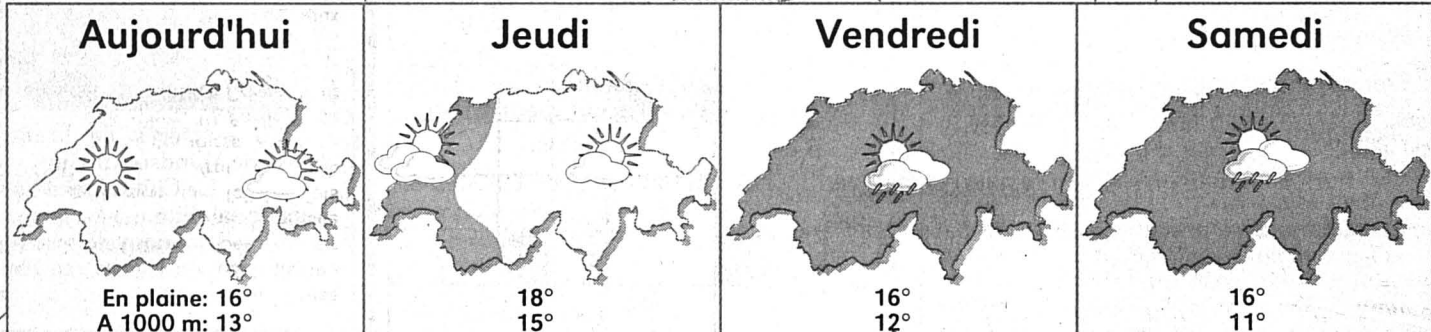 Aujourd'hui
En plaine: 16°
A 1000 m: 13°
Jeudi
18°
15°
Vendredi
16°
12°
Samedi
16°
11°